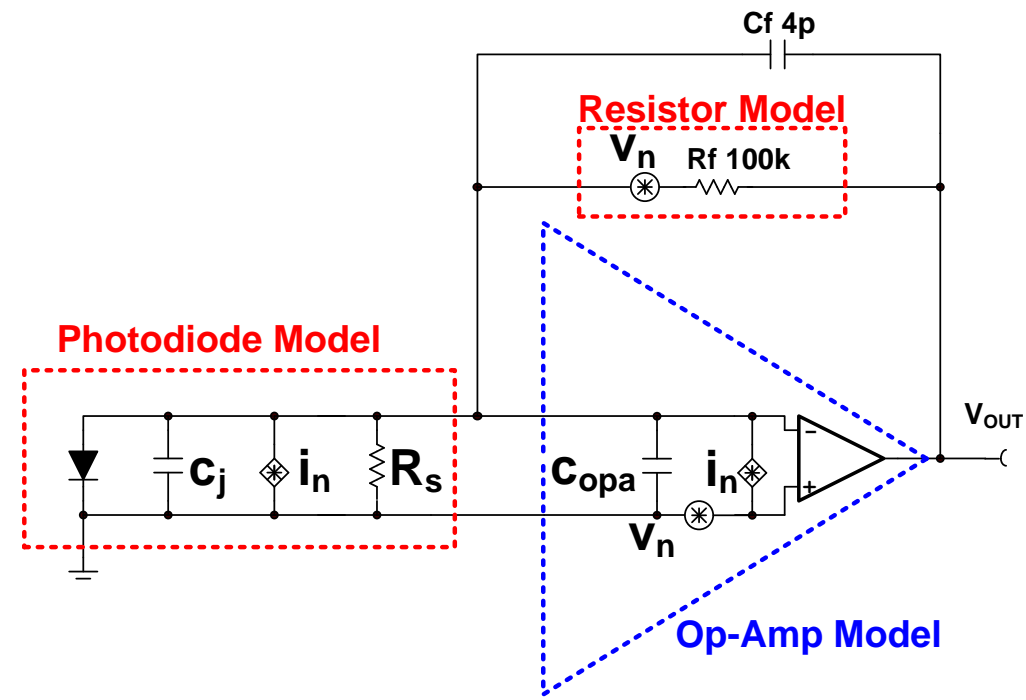 Cf 4p
Resistor Model
vn
Rf 100k
Photodiode Model
cj
in
Rs
copa
in
−
+
vn
VOUT
Op-Amp Model